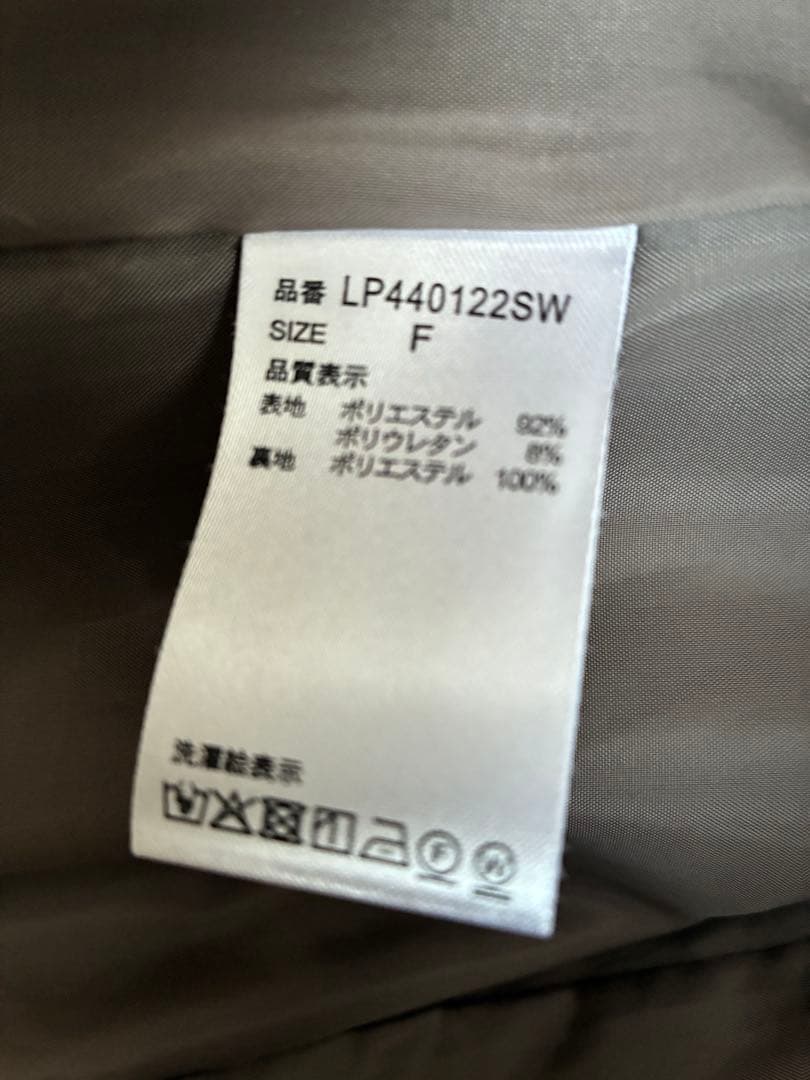 品番 LP440122SW
SIZE F
品質表示
表地 ポリエステル 92%
ポリウレタン 8%
裏地 ポリエステル 100%
洗濯絵表示
F
W